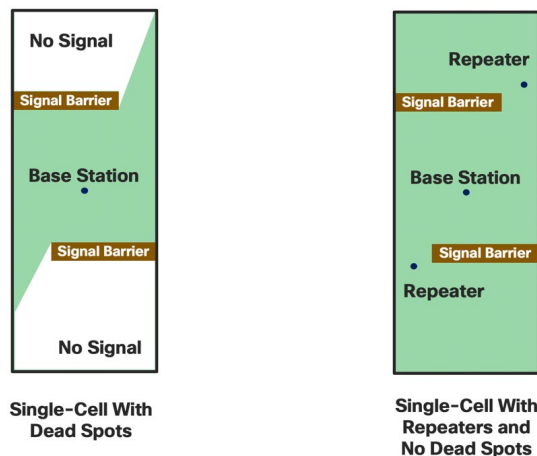 No Signal
Signal Barrier
Base Station
Signal Barrier
No Signal
Single-Cell With
Dead Spots
Repeater
Signal Barrier
Base Station
Signal Barrier
Repeater
Single-Cell With
Repeaters and
No Dead Spots